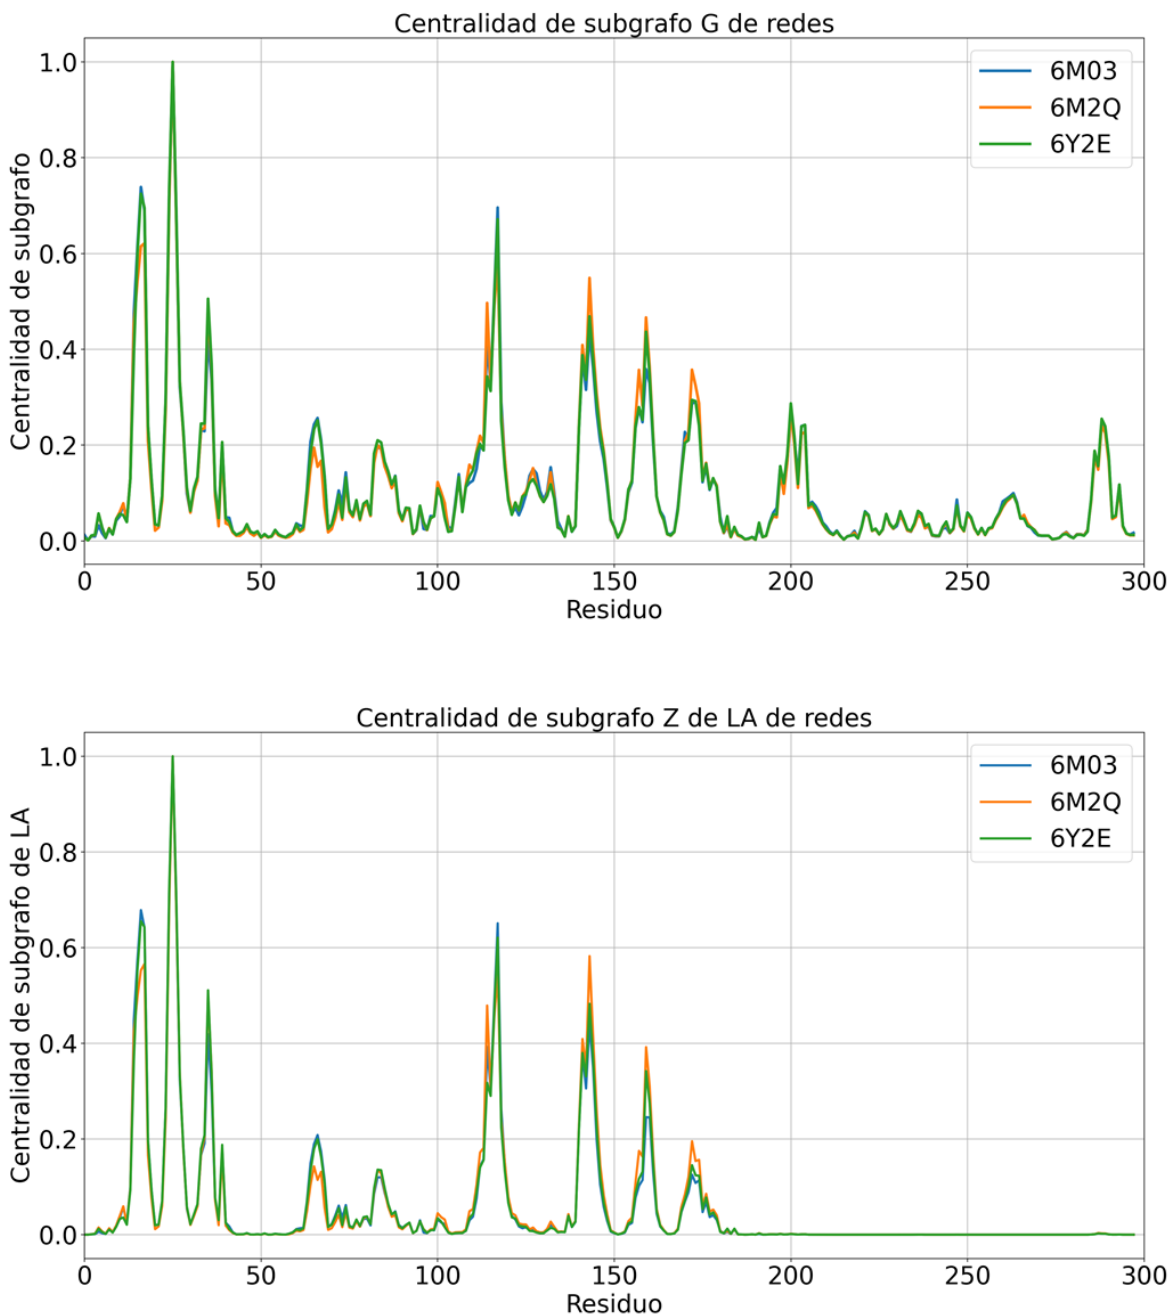 Centralidad de subgrafo G de redes
Centralidad de subgrafo
1.0
0.8
0.6
0.4
0.2
0.0
6M03
6M2Q
6Y2E
0 50 100 150 200 250 300
Residuo
Centralidad de subgrafo Z de LA de redes
Centralidad de subgrafo de LA
1.0
0.8
0.6
0.4
0.2
0.0
6M03
6M2Q
6Y2E
0 50 100 150 200 250 300
Residuo